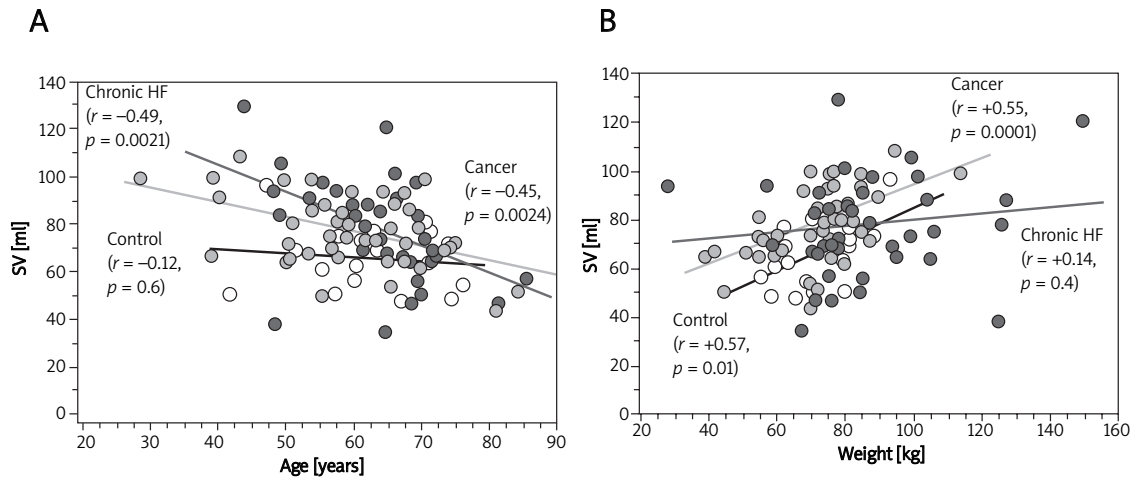 A
B
140
120
100
80
60
40
20
0
SV [ml]
Chronic HF
(r = –0.49,
p = 0.0021)
Cancer
(r = –0.45,
p = 0.0024)
Control
(r = –0.12,
p = 0.6)
20 30 40 50 60 70 80 90
Age [years]
140
120
100
80
60
40
20
0
SV [ml]
Cancer
(r = +0.55,
p = 0.0001)
Chronic HF
(r = +0.14,
p = 0.4)
Control
(r = +0.57,
p = 0.01)
20 40 60 80 100 120 140 160
Weight [kg]